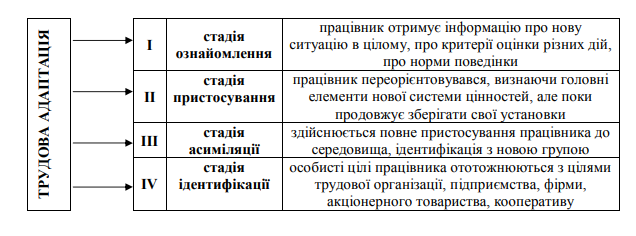 ТРУДОВА АДАПТАЦІЯ
I
стадія
ознайомлення
працівник отримує інформацію про нову
ситуацію в цілому, про критерії оцінки різних дій,
про норми поведінки
II
стадія
пристосування
працівник переорієнтовувався, визнаючи головні
елементи нової системи цінностей, але поки
продовжує зберігати свої установки
III
стадія
асиміляції
здійснюється повне пристосування працівника до
середовища, ідентифікація з новою групою
IV
стадія
ідентифікації
особисті цілі працівника ототожнюються з цілями
трудової організації, підприємства, фірми,
акціонерного товариства, кооперативу